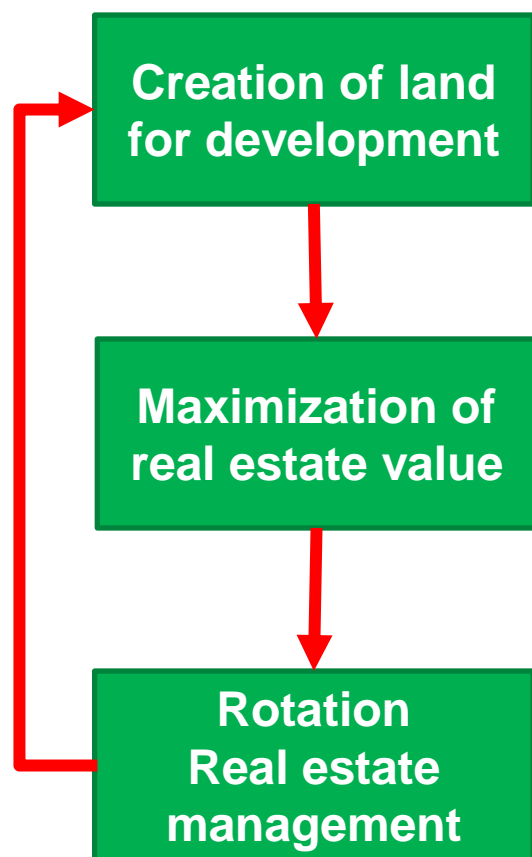 Creation of land
for development
Maximization of
real estate value
Rotation
Real estate
management